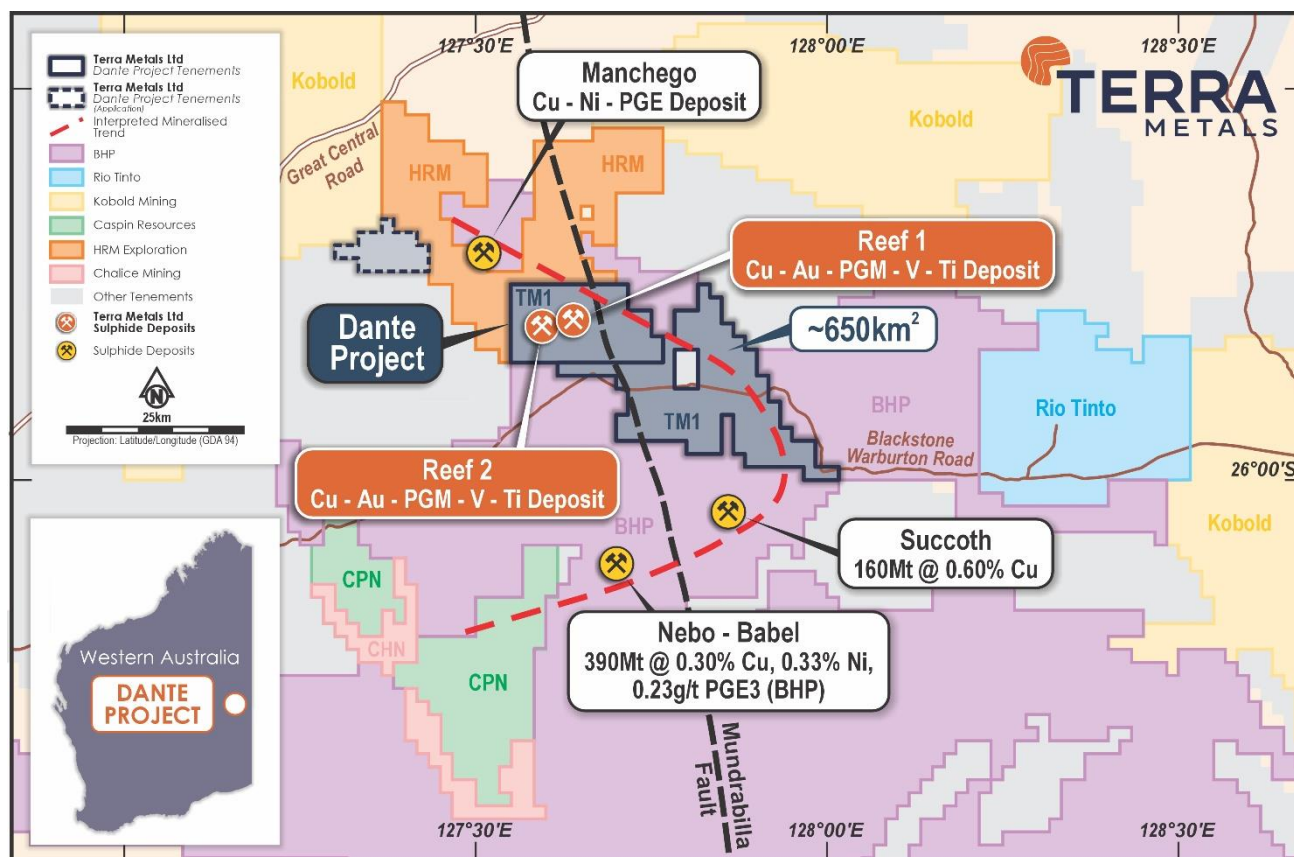 127°30'E
128°00'E
128°30'E
Terra Metals Ltd
Dante Project Tenements
Terra Metals Ltd
Dante Project Tenements
(Application)
Interpreted Mineralised
Trend
BHP
Rio Tinto
Kobold Mining
Caspin Resources
HRM Exploration
Chalice Mining
Other Tenements
Terra Metals Ltd
Sulphide Deposits
Sulphide Deposits
N
25km
Projection: Latitude/Longitude (GDA 94)
Kobold
Manchego
Cu - Ni - PGE Deposit
Kobold
TERRA
METALS
Great Central
Road
HRM
HRM
Reef 1
Cu - Au - PGM - V - Ti Deposit
TM1
Dante
Project
~650km²
BHP
TM1
BHP
Rio Tinto
Blackstone
Warburton Road
26°00'S
Reef 2
Cu - Au - PGM - V - Ti Deposit
BHP
Kobold
Succoth
160Mt @ 0.60% Cu
CPN
CHN
CPN
Nebo - Babel
390Mt @ 0.30% Cu, 0.33% Ni,
0.23g/t PGE3 (BHP)
Western Australia
DANTE
PROJECT
Mundrabilla
Fault
127°30'E
128°00'E
128°30'E